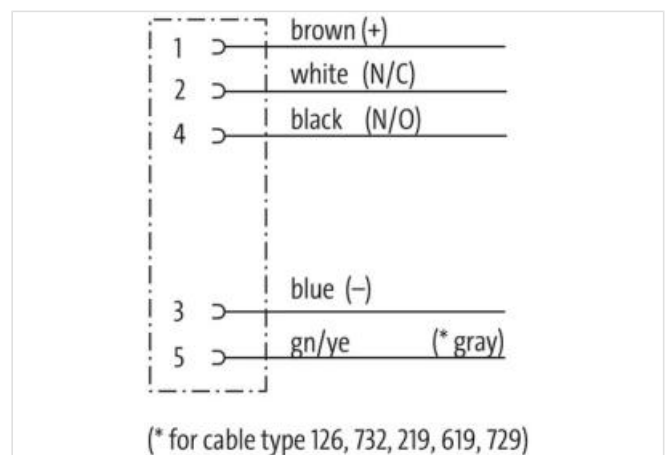 1 brown (+)
2 white (N/C)
4 black (N/O)
3 blue (–)
5 gn/ye (* gray)
(* for cable type 126, 732, 219, 619, 729)